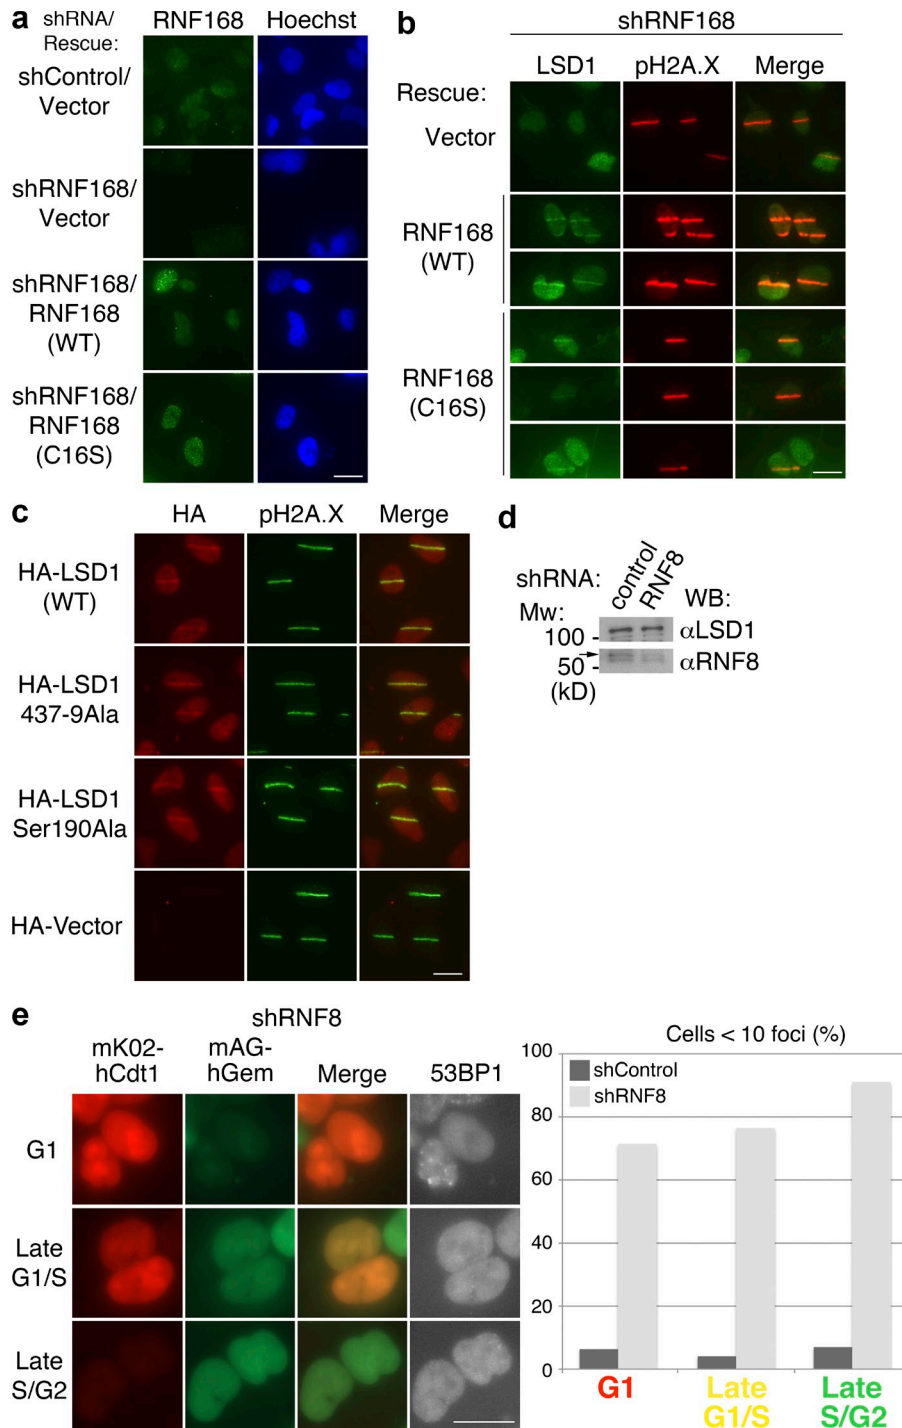 a
shRNA/
Rescue:
RNF168 Hoechst
shControl/
Vector
shRNF168/
Vector
shRNF168/
RNF168
(WT)
shRNF168/
RNF168
(C16S)
b
shRNF168
LSD1 pH2A.X Merge
Rescue:
Vector
RNF168
(WT)
RNF168
(C16S)
c
HA pH2A.X Merge
HA-LSD1
(WT)
HA-LSD1
437-9Ala
HA-LSD1
Ser190Ala
HA-Vector
d
shRNA: control RNF8 WB:
Mw:
100 - αLSD1
50 - αRNF8
(kD)
e
shRNF8
mK02-
hCdt1
mAG-
hGem
Merge
53BP1
G1
Late
G1/S
Late
S/G2
Cells < 10 foci (%)
100
80
60
40
20
0
shControl
shRNF8
G1
Late
G1/S
Late
S/G2